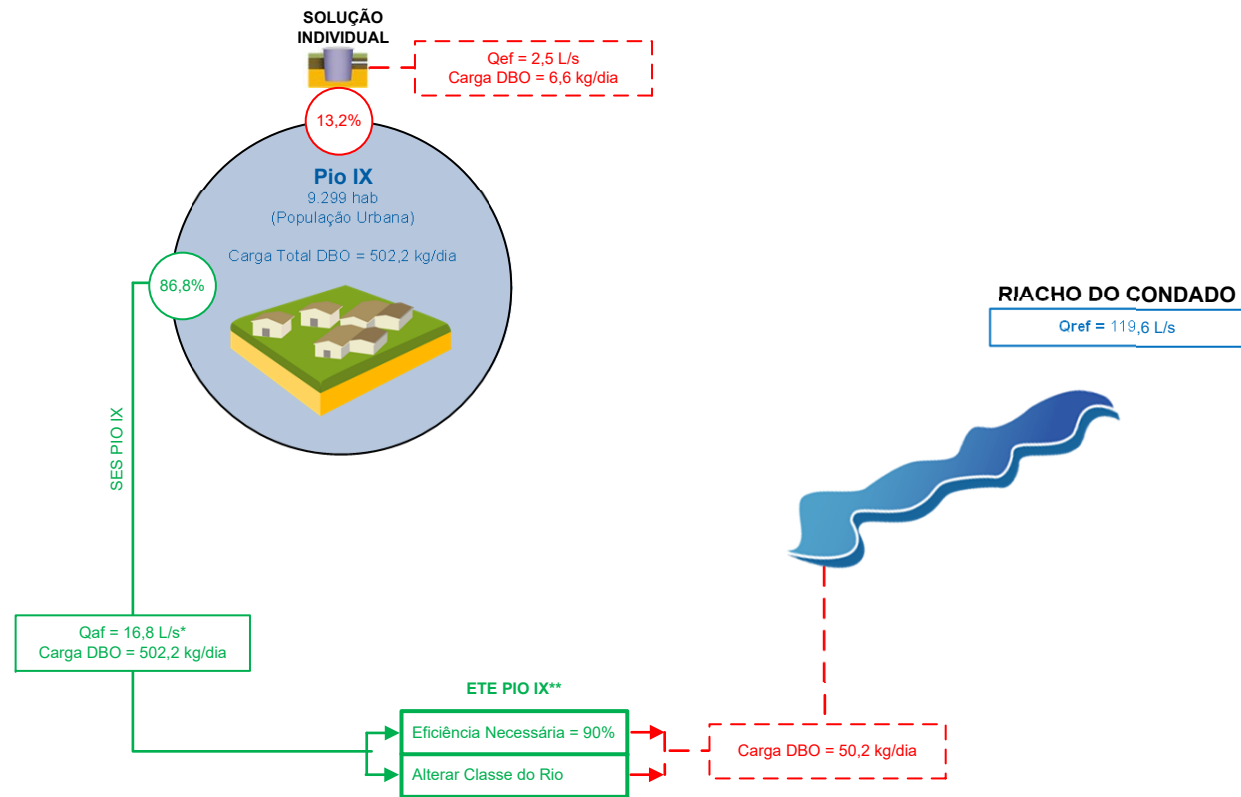 SOLUÇÃO
INDIVIDUAL
Qef = 2,5 L/s
Carga DBO = 6,6 kg/dia
13,2%
Pio IX
9.299 hab
(População Urbana)
Carga Total DBO = 502,2 kg/dia
86,8%
RIACHO DO CONDADO
Qref = 119,6 L/s
SES PIO IX
Qaf = 16,8 L/s*
Carga DBO = 502,2 kg/dia
ETE PIO IX**
Eficiência Necessária = 90%
Alterar Classe do Rio
Carga DBO = 50,2 kg/dia